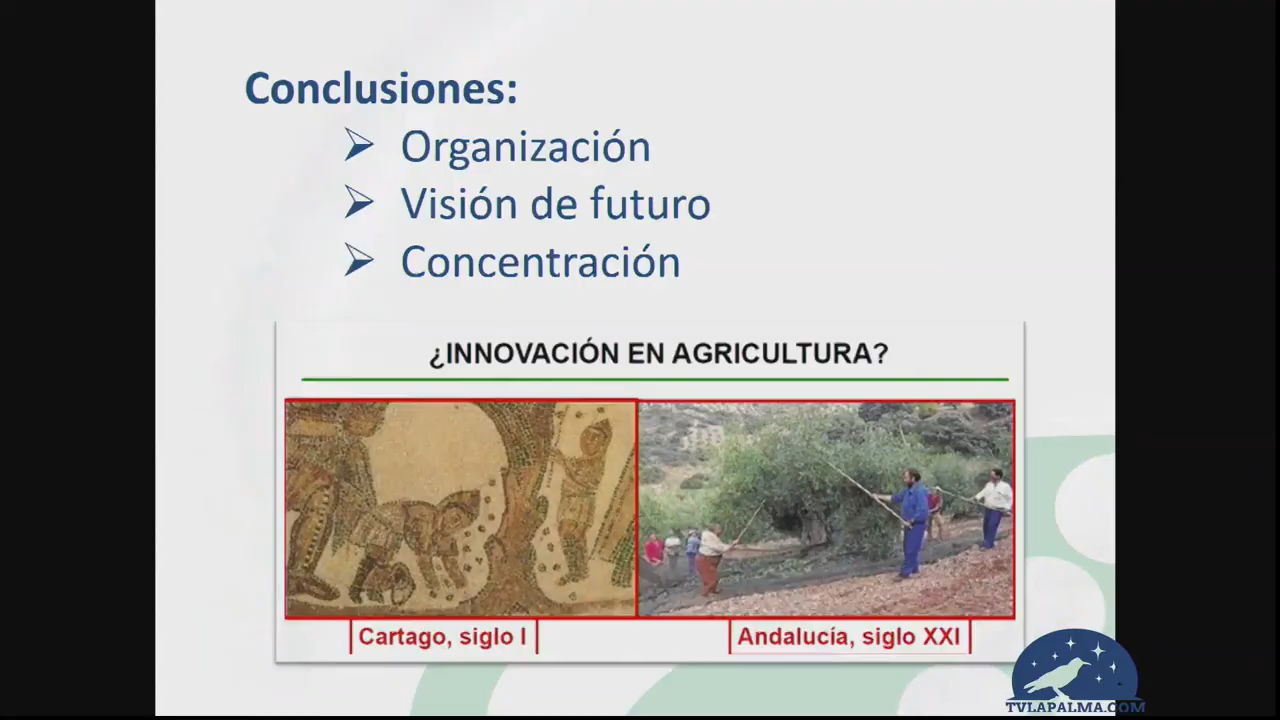 Conclusiones:
Organización
Visión de futuro
Concentración
¿INNOVACIÓN EN AGRICULTURA?
Cartago, siglo I
Andalucía, siglo XXI
TVLAPALMA.COM